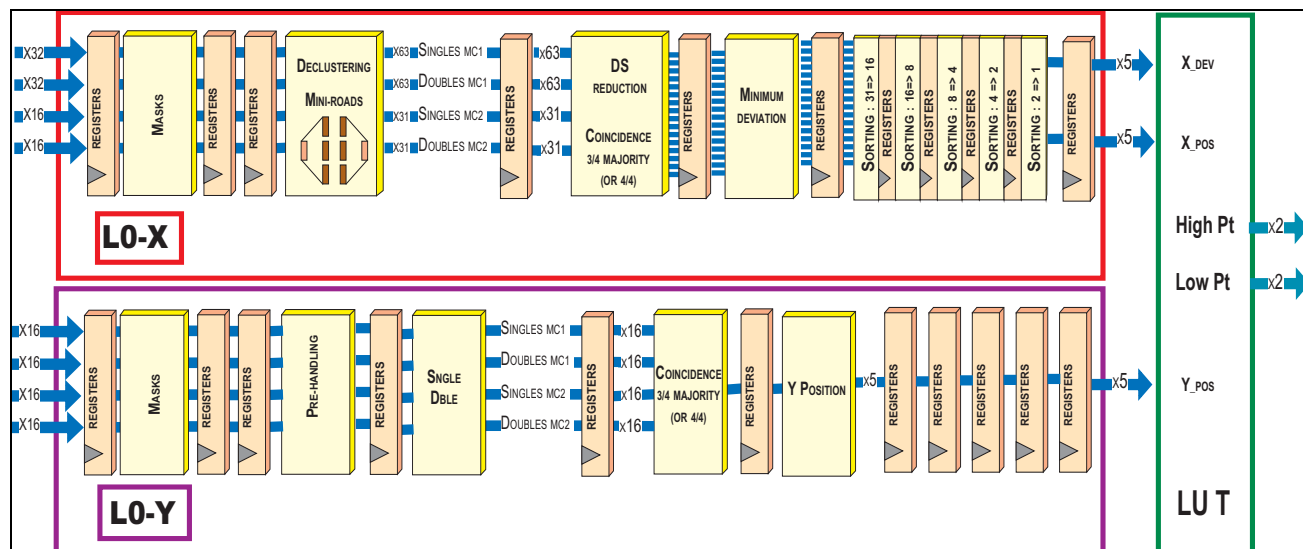 X32
X32
X16
X16
REGISTERS
MASKS
REGISTERS
REGISTERS
DECLUSTERING
MINI-ROADS
X63
SINGLES MC1
X63
DOUBLES MC1
X31
SINGLES MC2
X31
DOUBLES MC2
REGISTERS
x63
x63
x31
x31
DS
REDUCTION
COINCIDENCE
3/4 MAJORITY
(OR 4/4)
REGISTERS
MINIMUM
DEVIATION
REGISTERS
SORTING : 31=> 16
REGISTERS
SORTING : 16=> 8
REGISTERS
SORTING : 8=> 4
REGISTERS
SORTING : 4=> 2
REGISTERS
SORTING : 2=> 1
REGISTERS
x5
x5
X_DEV
X_POS
L0-X
High Pt
x2
Low Pt
x2
X16
X16
X16
X16
REGISTERS
MASKS
REGISTERS
REGISTERS
PRE-HANDLING
REGISTERS
SNGLE
DBLE
SINGLES MC1
DOUBLES MC1
SINGLES MC2
DOUBLES MC2
REGISTERS
x16
x16
x16
x16
COINCIDENCE
3/4 MAJORITY
(OR 4/4)
REGISTERS
Y POSITION
x5
REGISTERS
REGISTERS
REGISTERS
REGISTERS
REGISTERS
x5
Y_POS
L0-Y
LU T